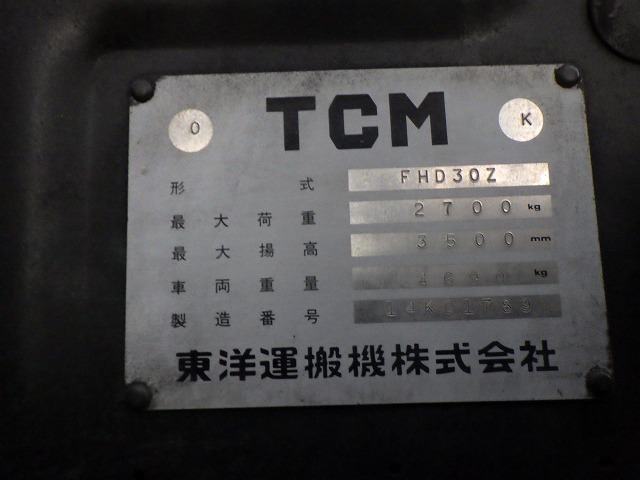 O TCM K
形式 FHD30Z
最大荷重 2700 kg
最大揚高 3500 mm
車両重量 kg
製造番号
東洋運搬機株式会社